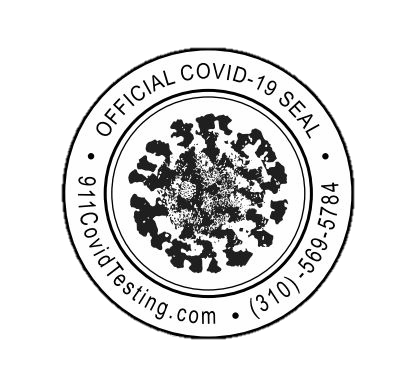 • OFFICIAL COVID-19 SEAL •
911CovidTesting.com • (310)-569-5784